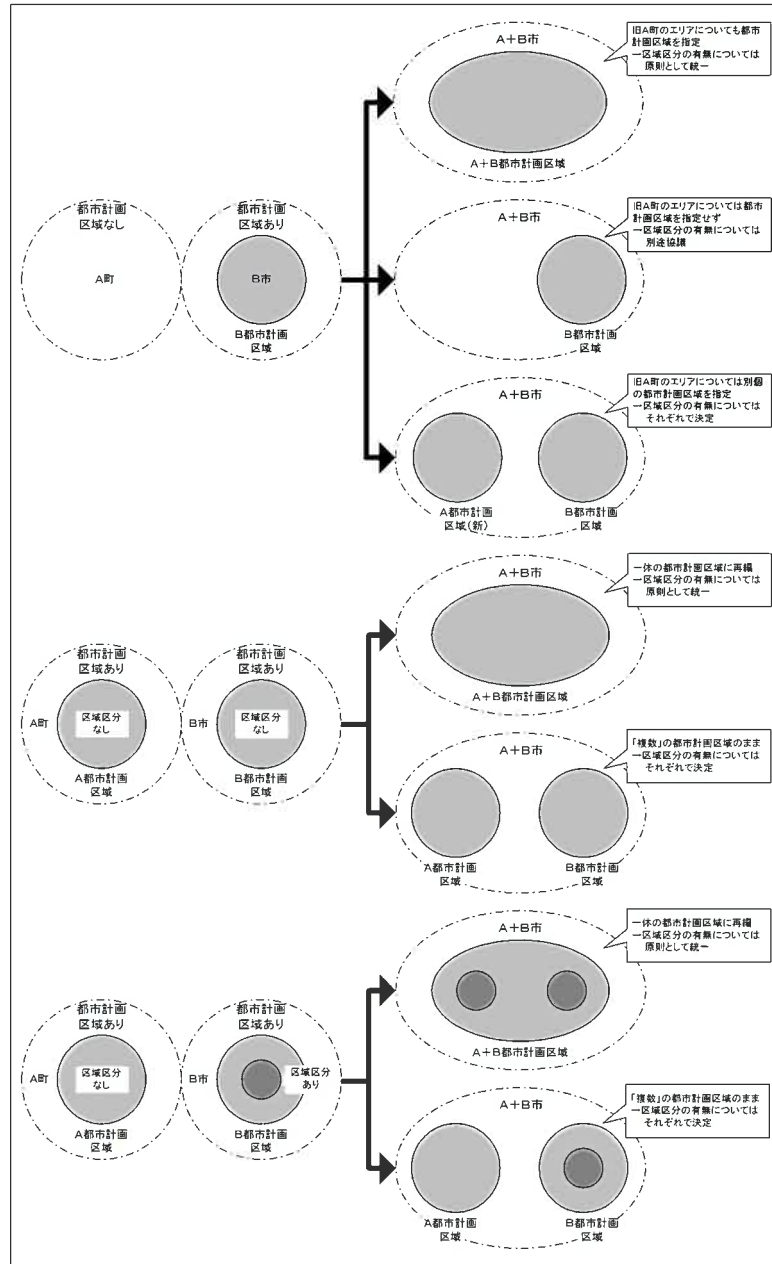 A+B市
旧A町のエリアについても都市
計画区域を指定
ー区域区分の有無については
原則として統一
A+B都市計画区域
都市計画
区域なし
A町
都市計画
区域あり
B市
B都市計画
区域
A+B市
旧A町のエリアについては都市
計画区域を指定せず
ー区域区分の有無については
別途協議
B都市計画
区域
A+B市
旧A町のエリアについては別個
の都市計画区域を指定
ー区域区分の有無については
それぞれで決定
A都市計画
区域(新)
B都市計画
区域
A+B市
一体の都市計画区域に再編
ー区域区分の有無については
原則として統一
A+B都市計画区域
都市計画
区域あり
A町
区域区分
なし
A都市計画
区域
都市計画
区域あり
B市
区域区分
なし
B都市計画
区域
A+B市
「複数」の都市計画区域のまま
ー区域区分の有無については
それぞれで決定
A都市計画
区域
B都市計画
区域
A+B市
一体の都市計画区域に再編
ー区域区分の有無については
原則として統一
A+B都市計画区域
都市計画
区域あり
A町
区域区分
なし
A都市計画
区域
都市計画
区域あり
B市
区域区分
あり
B都市計画
区域
A+B市
「複数」の都市計画区域のまま
ー区域区分の有無については
それぞれで決定
A都市計画
区域
B都市計画
区域